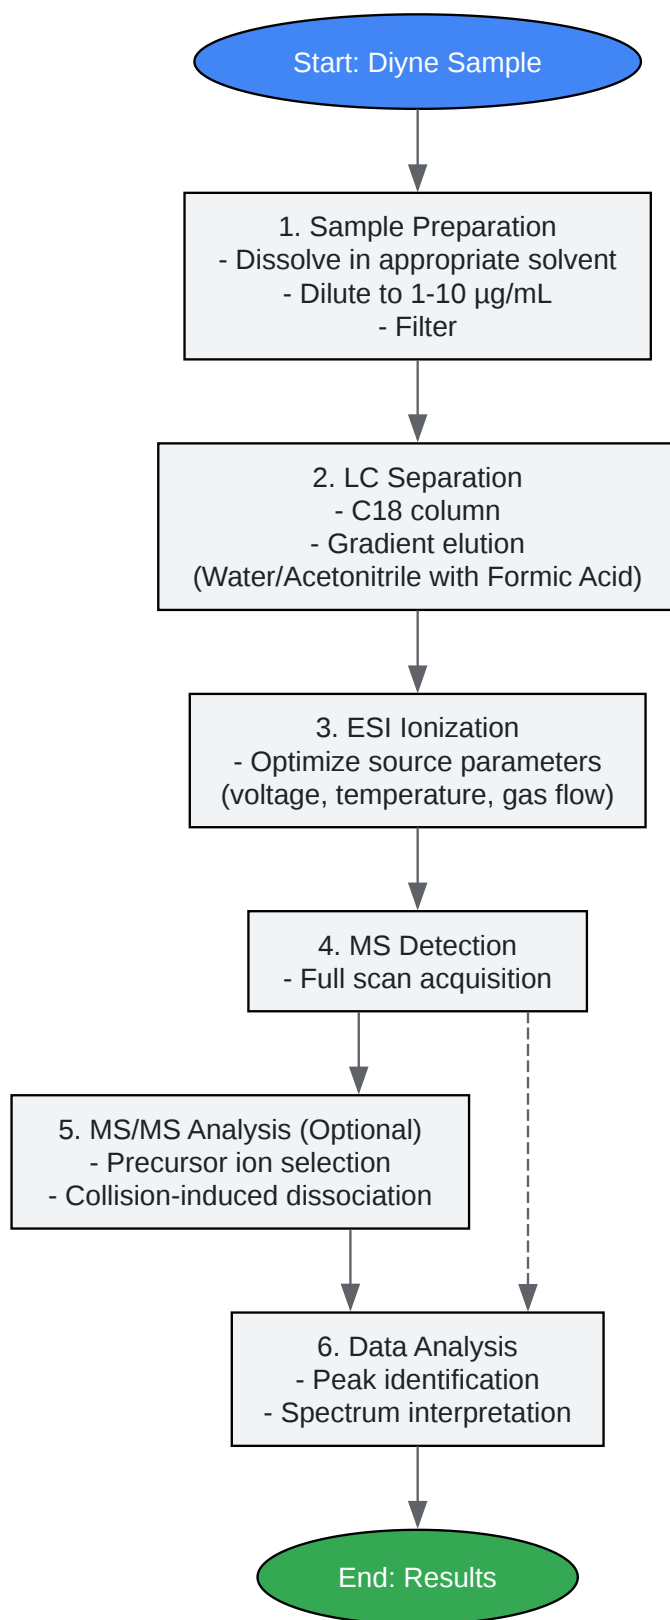 Start: Diyne Sample
1. Sample Preparation
- Dissolve in appropriate solvent
- Dilute to 1-10 µg/mL
- Filter
2. LC Separation
- C18 column
- Gradient elution
(Water/Acetonitrile with Formic Acid)
3. ESI Ionization
- Optimize source parameters
(voltage, temperature, gas flow)
4. MS Detection
- Full scan acquisition
5. MS/MS Analysis (Optional)
- Precursor ion selection
- Collision-induced dissociation
6. Data Analysis
- Peak identification
- Spectrum interpretation
End: Results